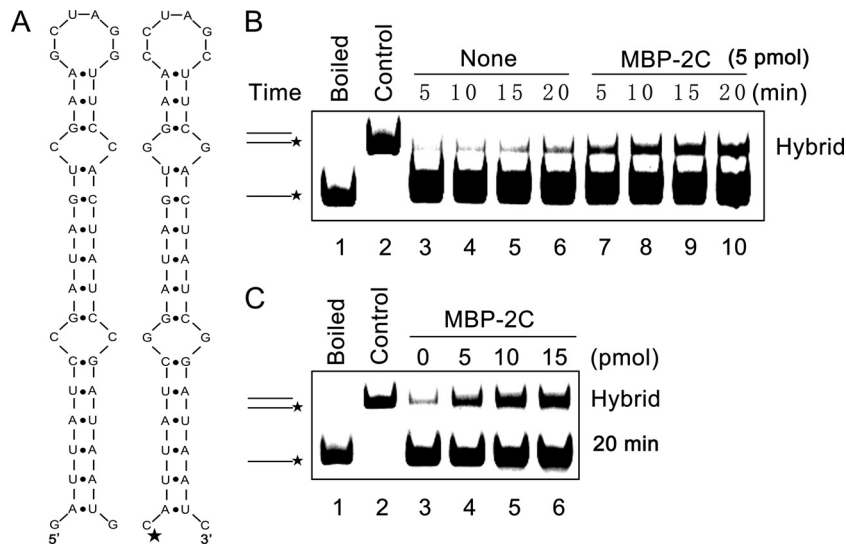 A
U A
C G
G G
A U
A U
G C
C C
U A
G C
A U
U A
A U
G C
C C
C G
U A
A U
U A
U A
A U
G G
5'
U A
C G
C C
A U
A U
G C
G G
U A
G C
A U
U A
A U
G C
G G
C G
U A
A U
U A
U A
A U
C C
3'
B
Boiled
Control
None
MBP-2C (5 pmol)
Time 5 10 15 20 5 10 15 20 (min)
Hybrid
1 2 3 4 5 6 7 8 9 10
C
Boiled
Control
MBP-2C
0 5 10 15 (pmol)
Hybrid
20 min
1 2 3 4 5 6